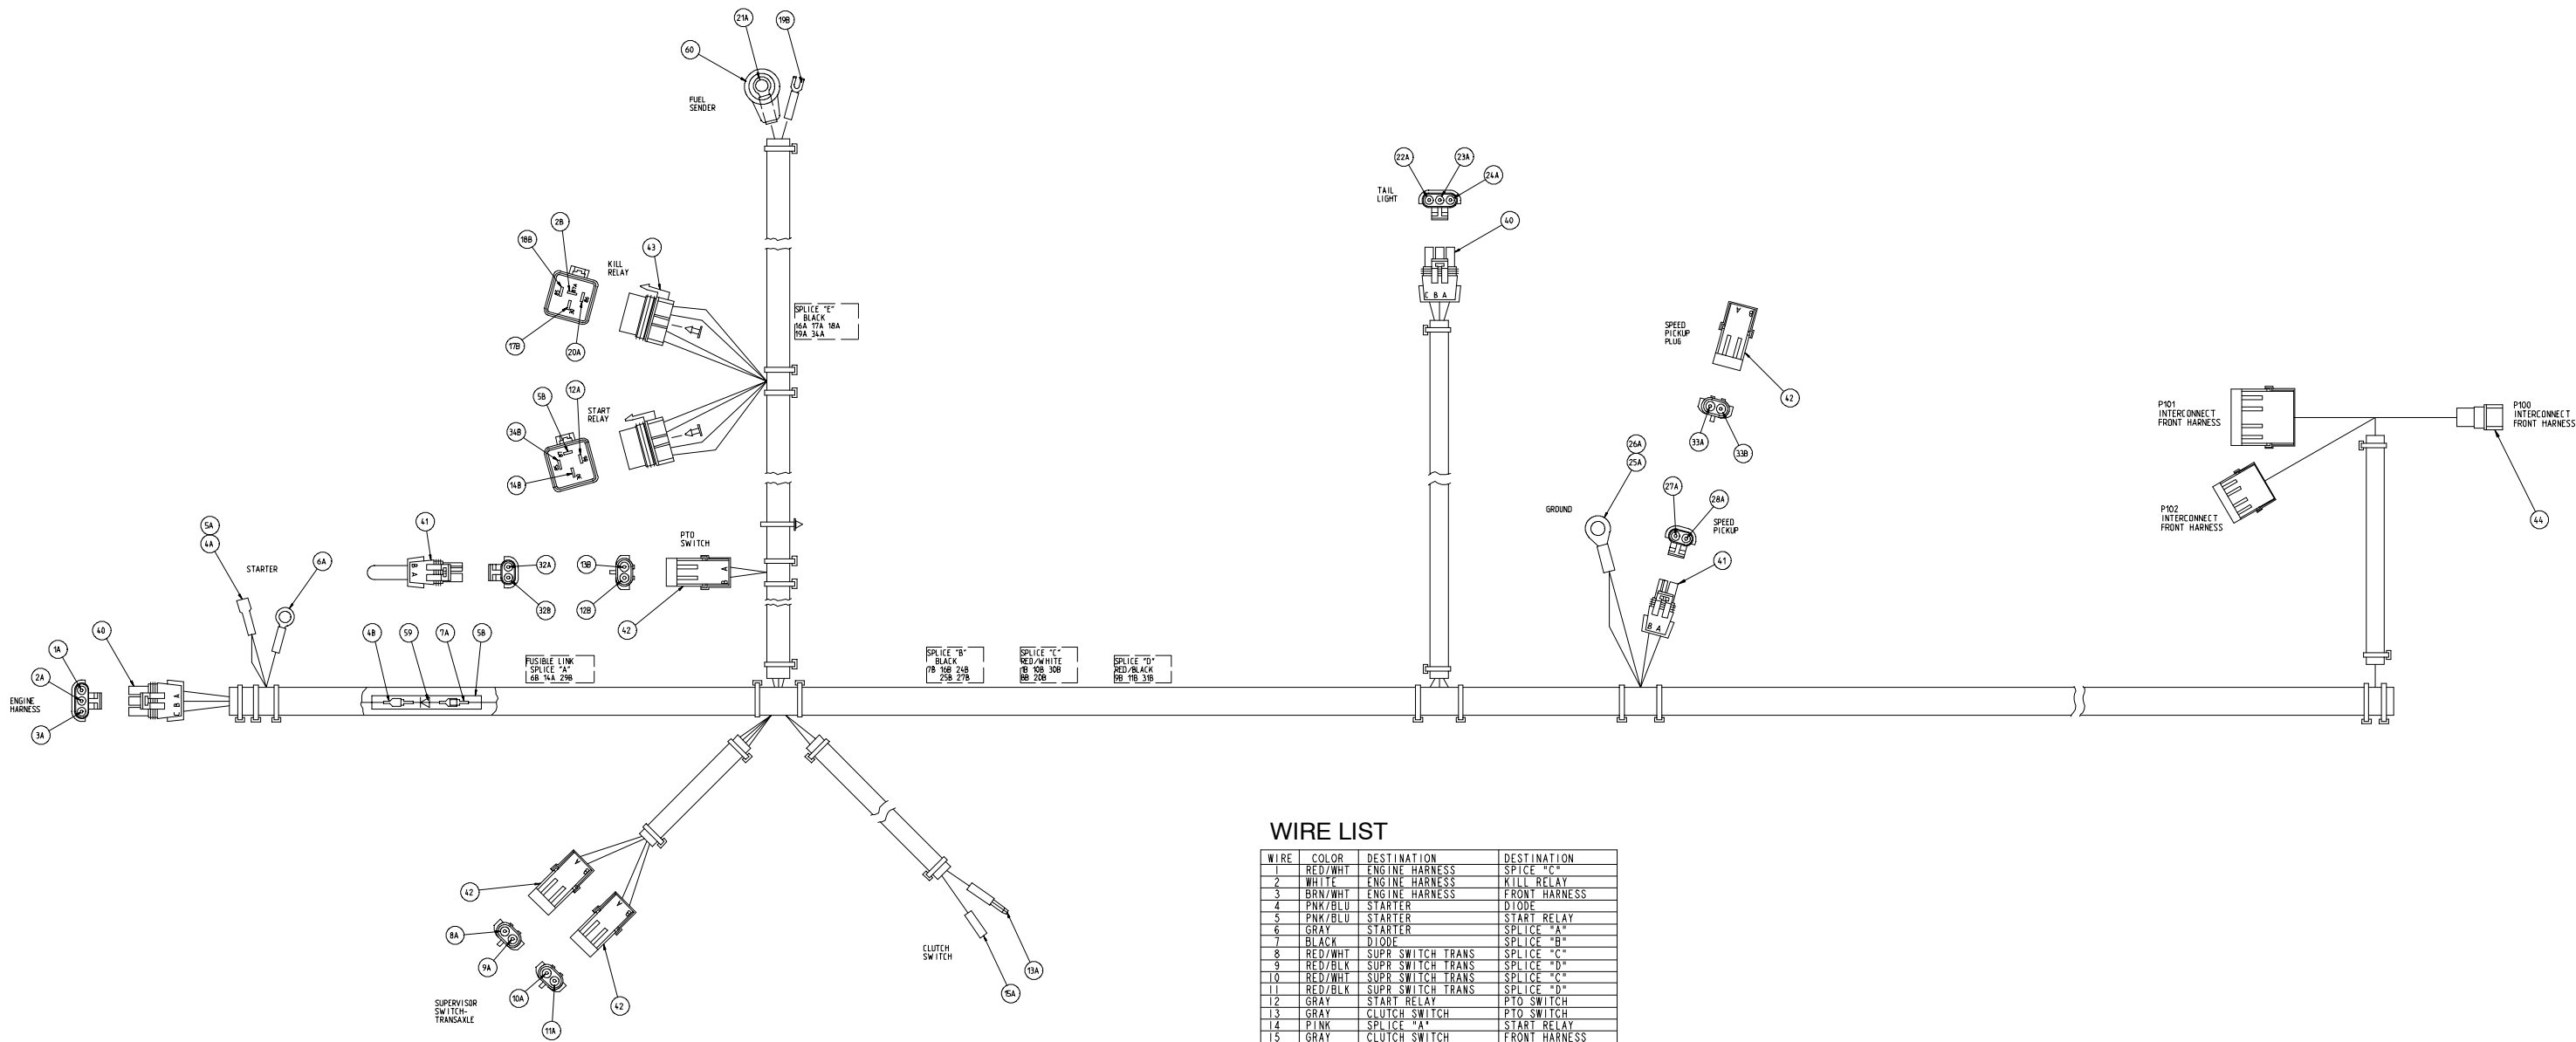 21A
19B
60
FUEL
SENDER
22A
23A
24A
TAIL
LIGHT
40
C B A
2B
18B
KILL
RELAY
43
17B
20A
SPLICE "E"
BLACK
16A 17A 18A
19A 34A
SPEED
PICKUP
PLUG
A
B
42
33A
33B
12A
5B
START
RELAY
34B
14B
P101
INTERCONNECT
FRONT HARNESS
P100
INTERCONNECT
FRONT HARNESS
P102
INTERCONNECT
FRONT HARNESS
44
26A
25A
GROUND
27A
28A
SPEED
PICKUP
41
B A
5A
4A
STARTER
6A
41
B A
32A
32B
13B
12B
PTO
SWITCH
A
B
42
40
1A
2A
3A
ENGINE
HARNESS
C B A
4B
59
7A
58
FUSIBLE LINK
SPLICE "A"
6B 14A 29B
SPLICE "B"
BLACK
7B 16B 24B
25B 27B
SPLICE "C"
RED/WHITE
1B 10B 30B
8B 20B
SPLICE "D"
RED/BLACK
9B 11B 31B
42
8A
9A
10A
11A
42
SUPERVISOR
SWITCH-
TRANSAXLE
CLUTCH
SWITCH
13A
15A
WIRE LIST
WIRE COLOR DESTINATION DESTINATION
1 RED/WHT ENGINE HARNESS SPICE "C"
2 WHITE ENGINE HARNESS KILL RELAY
3 BRN/WHT ENGINE HARNESS FRONT HARNESS
4 PNK/BLU STARTER DIODE
5 PNK/BLU STARTER START RELAY
6 GRAY STARTER SPLICE "A"
7 BLACK DIODE SPLICE "B"
8 RED/WHT SUPR SWITCH TRANS SPLICE "C"
9 RED/BLK SUPR SWITCH TRANS SPLICE "D"
10 RED/WHT SUPR SWITCH TRANS SPLICE "C"
11 RED/BLK SUPR SWITCH TRANS SPLICE "D"
12 GRAY START RELAY PTO SWITCH
13 GRAY CLUTCH SWITCH PTO SWITCH
14 PINK SPLICE "A" START RELAY
15 GRAY CLUTCH SWITCH FRONT HARNESS